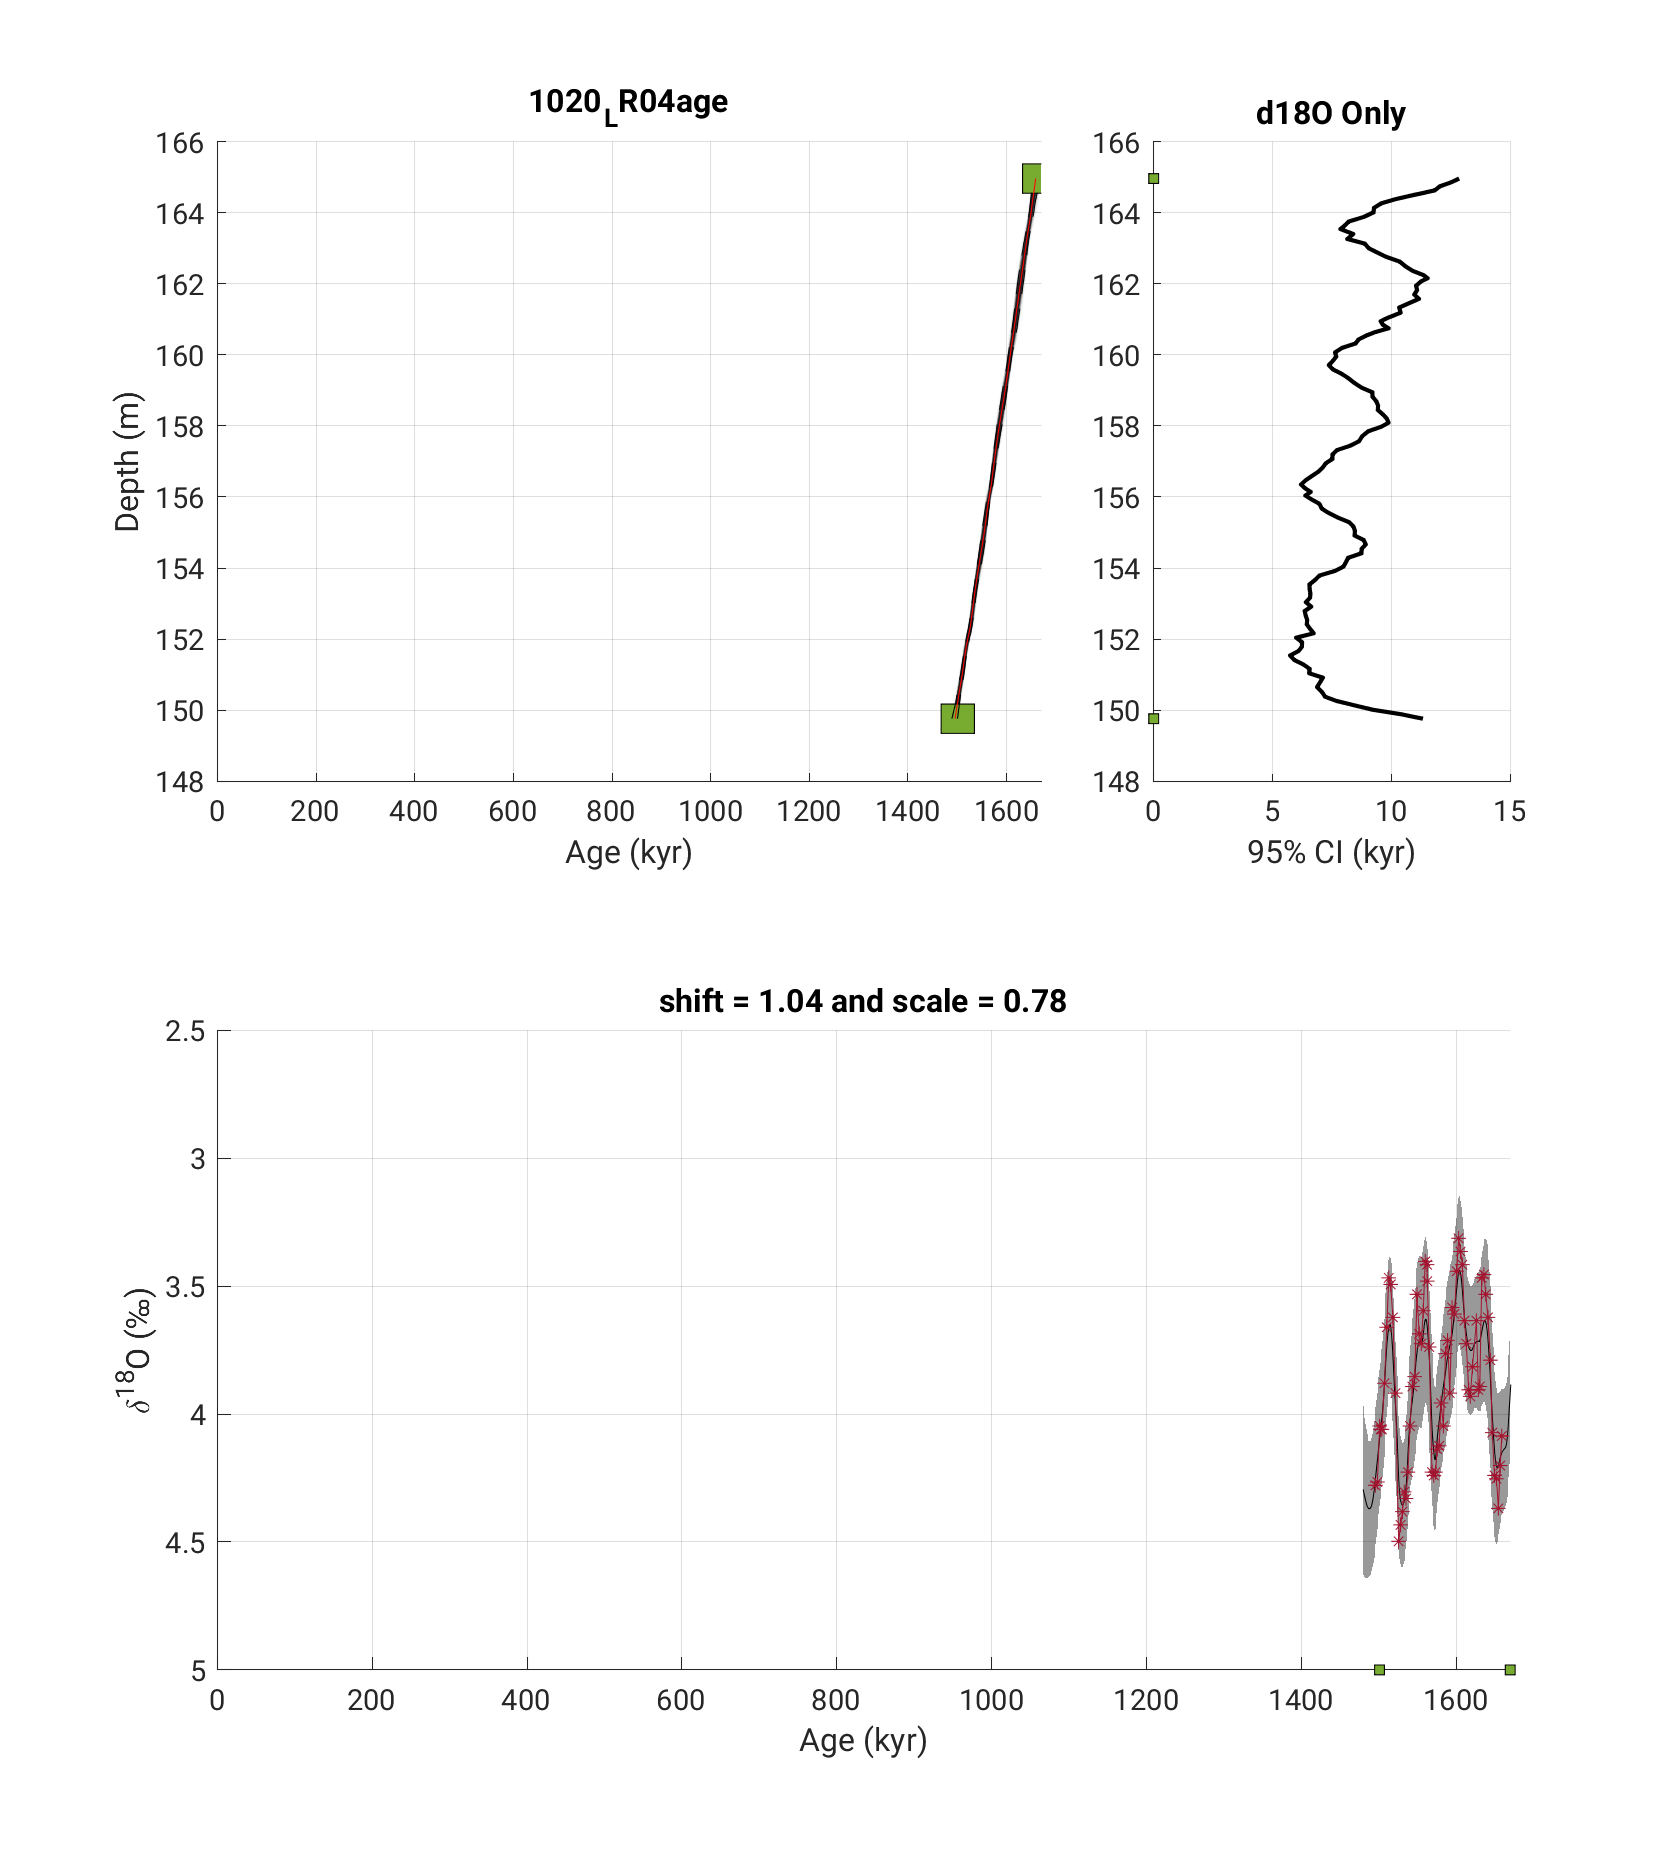 1020LR04age
166
164
162
160
158
156
154
152
150
148
Depth (m)
0 200 400 600 800 1000 1200 1400 1600
Age (kyr)
d18O Only
166
164
162
160
158
156
154
152
150
148
0 5 10 15
95% CI (kyr)
shift = 1.04 and scale = 0.78
2.5
3
3.5
4
4.5
5
δ18O (‰)
0 200 400 600 800 1000 1200 1400 1600
Age (kyr)